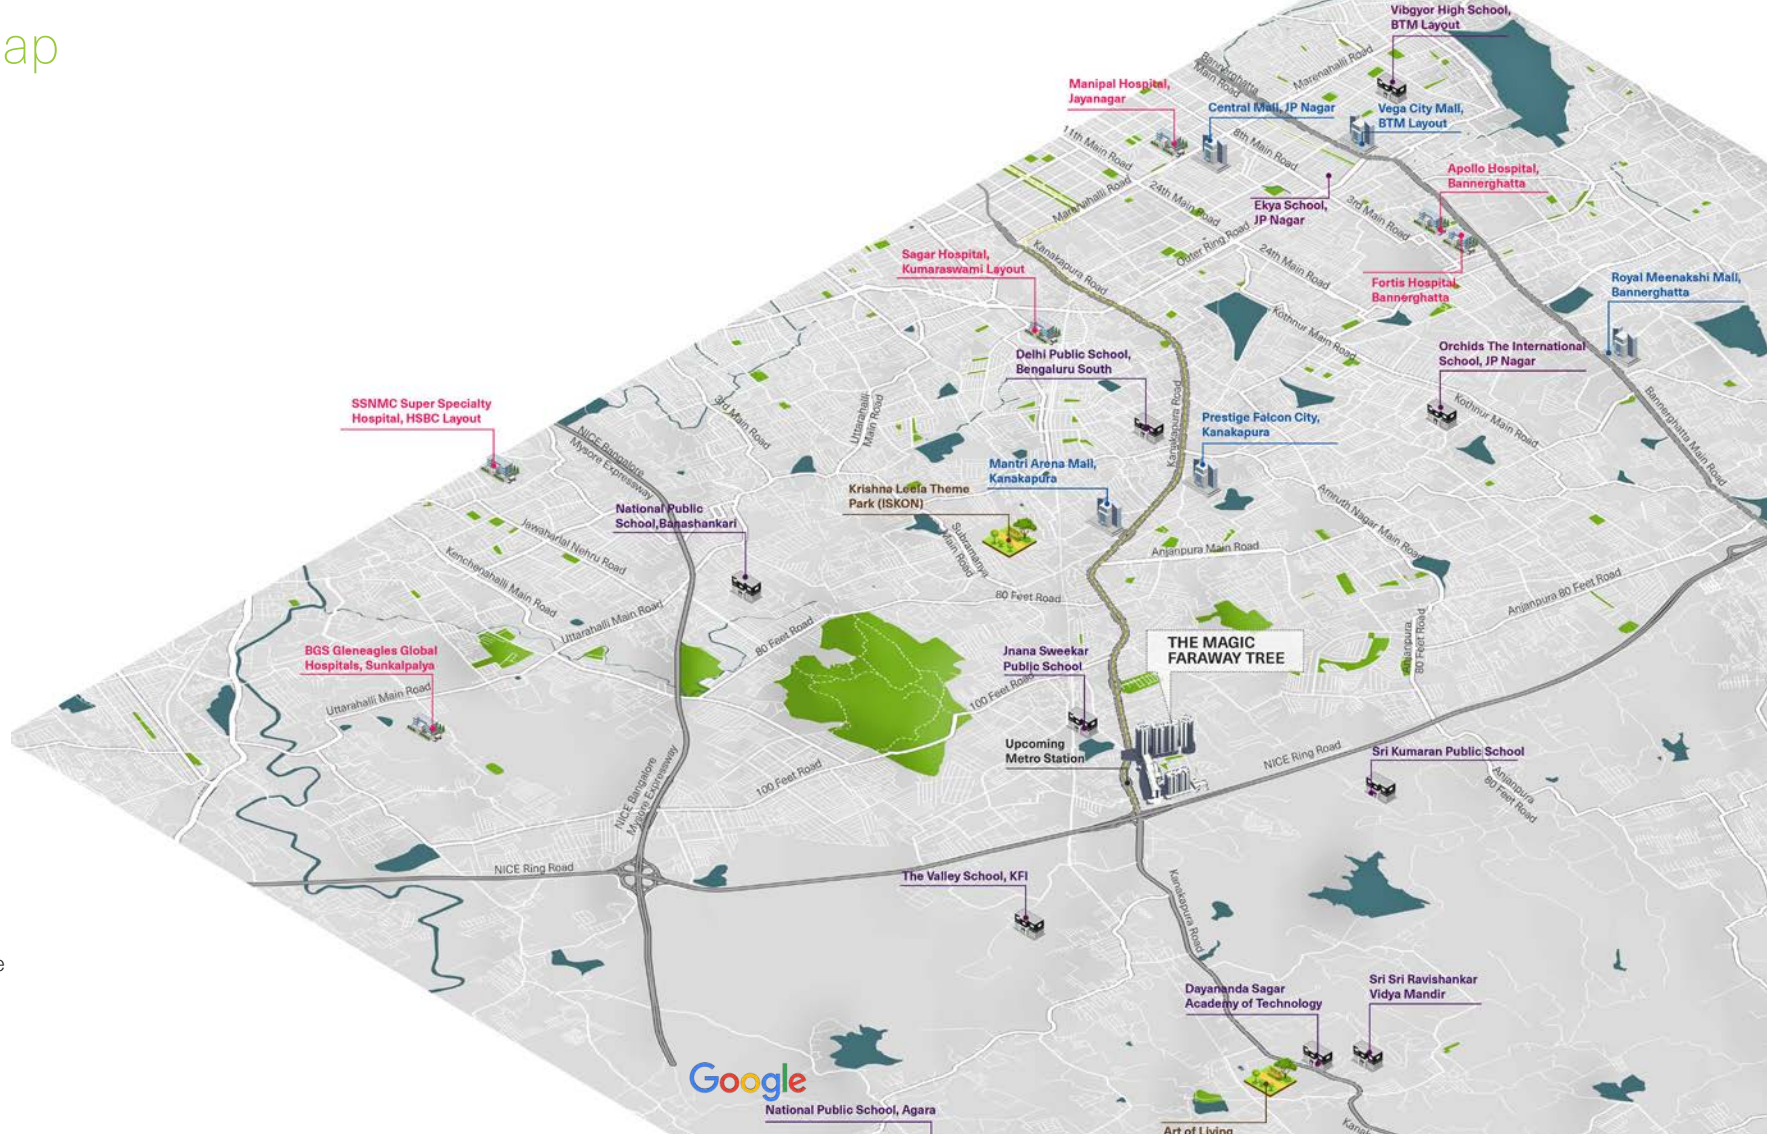 ap
Vibgyor High School,
BTM Layout
Bannerghatta
Main Road
Marenahalli Road
Manipal Hospital,
Jayanagar
Central Mall, JP Nagar
Vega City Mall,
BTM Layout
11th Main Road
8th Main Road
Apollo Hospital,
Bannerghatta
Marenahalli Road
24th Main Road
Ekya School,
JP Nagar
3rd Main Road
Outer Ring Road
24th Main Road
Sagar Hospital,
Kumaraswami Layout
Kanakapura Road
Fortis Hospital,
Bannerghatta
Royal Meenakshi Mall,
Bannerghatta
Kothnur Main Road
Delhi Public School,
Bengaluru South
Orchids The International
School, JP Nagar
SSNMC Super Specialty
Hospital, HSBC Layout
3rd Main Road
Uttarahalli
Main Road
Kanakapura Road
Prestige Falcon City,
Kanakapura
Kothnur Main Road
Bannerghatta Main Road
NICE Bangalore
Mysore Expressway
Mantri Arena Mall,
Kanakapura
Krishna Leela Theme
Park (ISKON)
National Public
School,Banashankari
Amruth Nagar Main Road
Jawaharlal Nehru Road
Subramanya
Main Road
Anjanpura Main Road
Kenchenahalli Main Road
80 Feet Road
Anjanpura 80 Feet Road
Uttarahalli Main Road
80 Feet Road
Anjanpura
80 Feet Road
THE MAGIC
FARAWAY TREE
BGS Gleneagles Global
Hospitals, Sunkalpalya
Jnana Sweekar
Public School
Uttarahalli Main Road
100 Feet Road
Upcoming
Metro Station
NICE Ring Road
Sri Kumaran Public School
NICE Bangalore
Mysore Expressway
100 Feet Road
Anjanpura
80 Feet Road
NICE Ring Road
The Valley School, KFI
Kanakapura Road
e
Dayananda Sagar
Academy of Technology
Sri Sri Ravishankar
Vidya Mandir
Google
National Public School, Agara
Art of Living